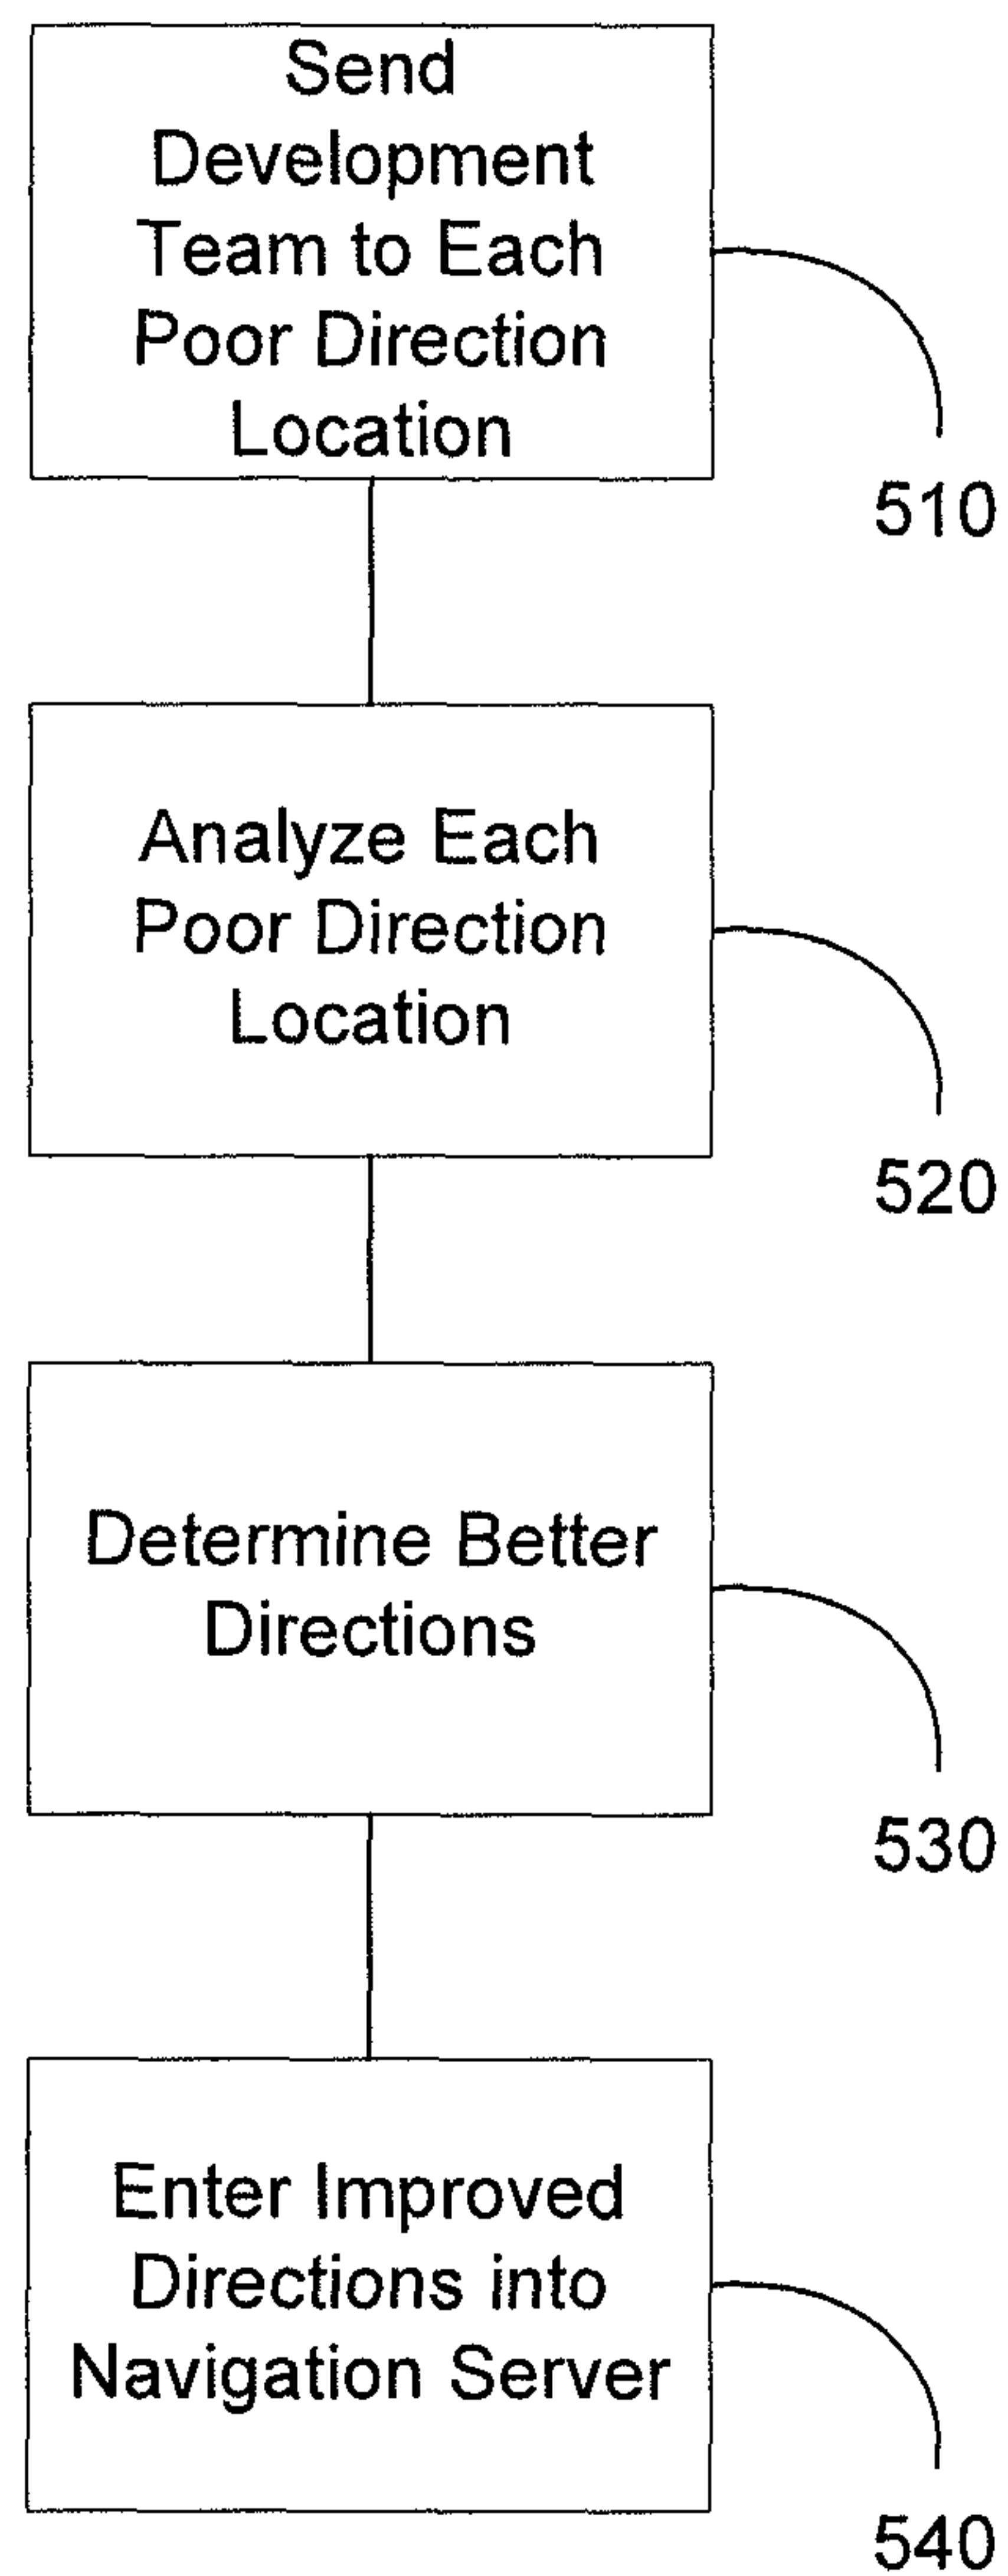 Send
Development
Team to Each
Poor Direction
Location
510
Analyze Each
Poor Direction
Location
520
Determine Better
Directions
530
Enter Improved
Directions into
Navigation Server
540